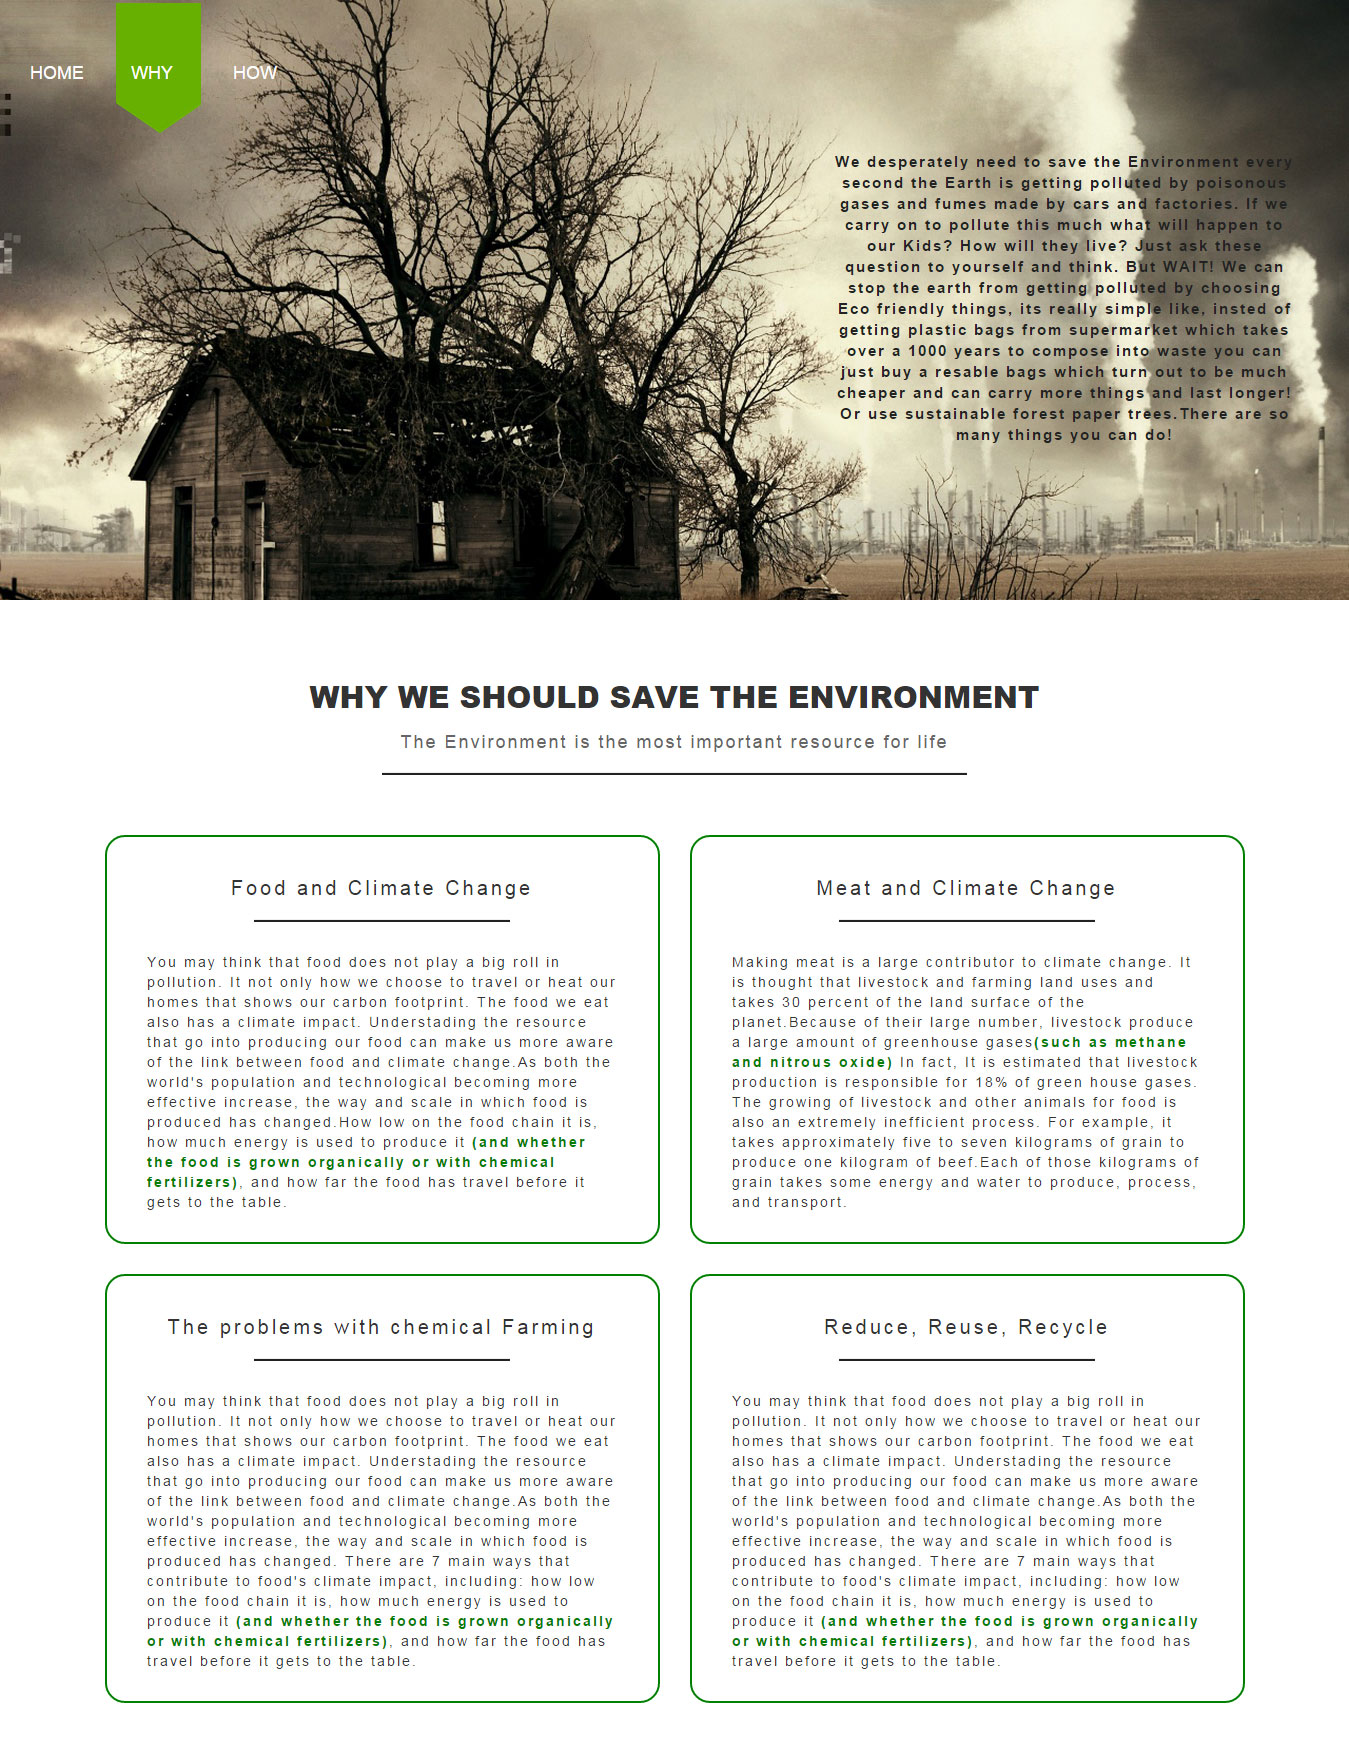 HOME WHY HOW
We desperately need to save the Environment every
second the Earth is getting polluted by poisonous
gases and fumes made by cars and factories. If we
carry on to pollute this much what will happen to
our Kids? How will they live? Just ask these
question to yourself and think. But WAIT! We can
stop the earth from getting polluted by choosing
Eco friendly things, its really simple like, insted of
getting plastic bags from supermarket which takes
over a 1000 years to compose into waste you can
just buy a resable bags which turn out to be much
cheaper and can carry more things and last longer!
Or use sustainable forest paper trees.There are so
many things you can do!
WHY WE SHOULD SAVE THE ENVIRONMENT
The Environment is the most important resource for life
Food and Climate Change
You may think that food does not play a big roll in
pollution. It not only how we choose to travel or heat our
homes that shows our carbon footprint. The food we eat
also has a climate impact. Understading the resource
that go into producing our food can make us more aware
of the link between food and climate change.As both the
world's population and technological becoming more
effective increase, the way and scale in which food is
produced has changed.How low on the food chain it is,
how much energy is used to produce it (and whether
the food is grown organically or with chemical
fertilizers), and how far the food has travel before it
gets to the table.
Meat and Climate Change
Making meat is a large contributor to climate change. It
is thought that livestock and farming land uses and
takes 30 percent of the land surface of the
planet.Because of their large number, livestock produce
a large amount of greenhouse gases(such as methane
and nitrous oxide) In fact, It is estimated that livestock
production is responsible for 18% of green house gases.
The growing of livestock and other animals for food is
also an extremely inefficient process. For example, it
takes approximately five to seven kilograms of grain to
produce one kilogram of beef.Each of those kilograms of
grain takes some energy and water to produce, process,
and transport.
The problems with chemical Farming
You may think that food does not play a big roll in
pollution. It not only how we choose to travel or heat our
homes that shows our carbon footprint. The food we eat
also has a climate impact. Understading the resource
that go into producing our food can make us more aware
of the link between food and climate change.As both the
world's population and technological becoming more
effective increase, the way and scale in which food is
produced has changed. There are 7 main ways that
contribute to food's climate impact, including: how low
on the food chain it is, how much energy is used to
produce it (and whether the food is grown organically
or with chemical fertilizers), and how far the food has
travel before it gets to the table.
Reduce, Reuse, Recycle
You may think that food does not play a big roll in
pollution. It not only how we choose to travel or heat our
homes that shows our carbon footprint. The food we eat
also has a climate impact. Understading the resource
that go into producing our food can make us more aware
of the link between food and climate change.As both the
world's population and technological becoming more
effective increase, the way and scale in which food is
produced has changed. There are 7 main ways that
contribute to food's climate impact, including: how low
on the food chain it is, how much energy is used to
produce it (and whether the food is grown organically
or with chemical fertilizers), and how far the food has
travel before it gets to the table.